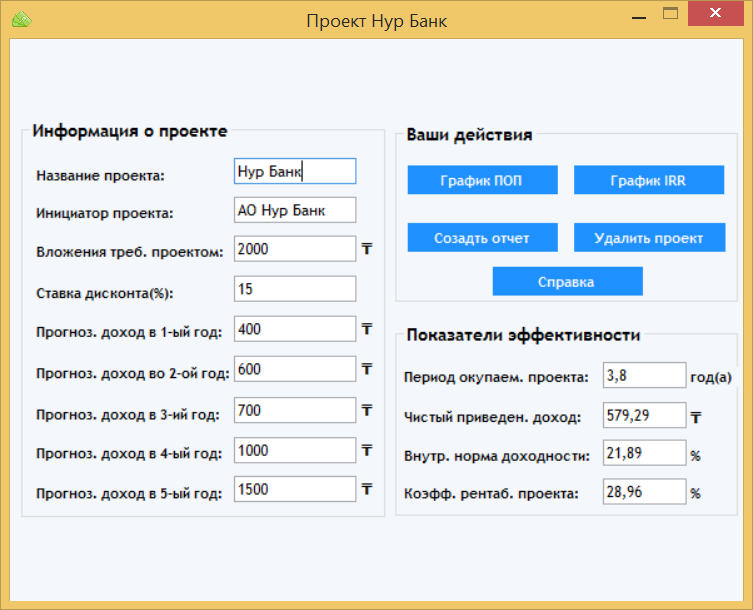 Проект Нур Банк
Информация о проекте
Название проекта: Нур Банк
Инициатор проекта: АО Нур Банк
Вложения треб. проектом: 2000 ₸
Ставка дисконта(%): 15
Прогноз. доход в 1-ый год: 400 ₸
Прогноз. доход во 2-ой год: 600 ₸
Прогноз. доход в 3-ий год: 700 ₸
Прогноз. доход в 4-ый год: 1000 ₸
Прогноз. доход в 5-ый год: 1500 ₸
Ваши действия
График ПОП График IRR
Созадть отчет Удалить проект
Справка
Показатели эффективности
Период окупаем. проекта: 3,8 год(а)
Чистый приведен. доход: 579,29 ₸
Внутр. норма доходности: 21,89 %
Коэфф. рентаб. проекта: 28,96 %